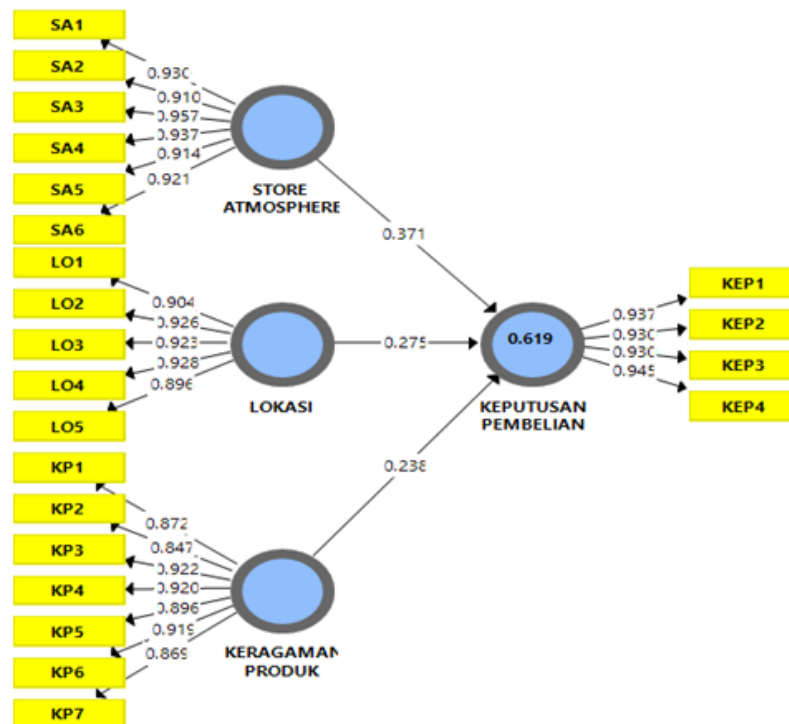 SA1
SA2
SA3
SA4
SA5
SA6
0.930
0.910
0.957
0.937
0.914
0.921
STORE
ATMOSPHERE
0.371
LO1
LO2
LO3
LO4
LO5
0.904
0.926
0.923
0.928
0.896
LOKASI
0.275
KP1
KP2
KP3
KP4
KP5
KP6
KP7
0.872
0.847
0.922
0.920
0.896
0.919
0.869
KERAGAMAN
PRODUK
0.238
0.619
KEPUTUSAN
PEMBELIAN
0.937
0.930
0.930
0.945
KEP1
KEP2
KEP3
KEP4